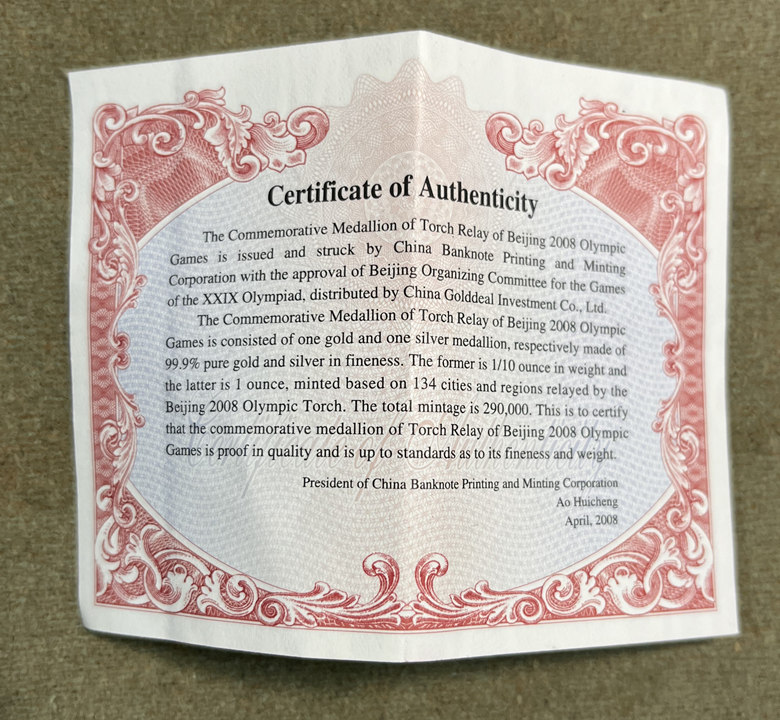 Certificate of Authenticity
The Commemorative Medallion of Torch Relay of Beijing 2008 Olympic
Games is issued and struck by China Banknote Printing and Minting
Corporation with the approval of Beijing Organizing Committee for the Games
of the XXIX Olympiad, distributed by China Golddeal Investment Co., Ltd.
The Commemorative Medallion of Torch Relay of Beijing 2008 Olympic
Games is consisted of one gold and one silver medallion, respectively made of
99.9% pure gold and silver in fineness. The former is 1/10 ounce in weight and
the latter is 1 ounce, minted based on 134 cities and regions relayed by the
Beijing 2008 Olympic Torch. The total mintage is 290,000. This is to certify
that the commemorative medallion of Torch Relay of Beijing 2008 Olympic
Games is proof in quality and is up to standards as to its fineness and weight.
President of China Banknote Printing and Minting Corporation
Ao Huicheng
April, 2008